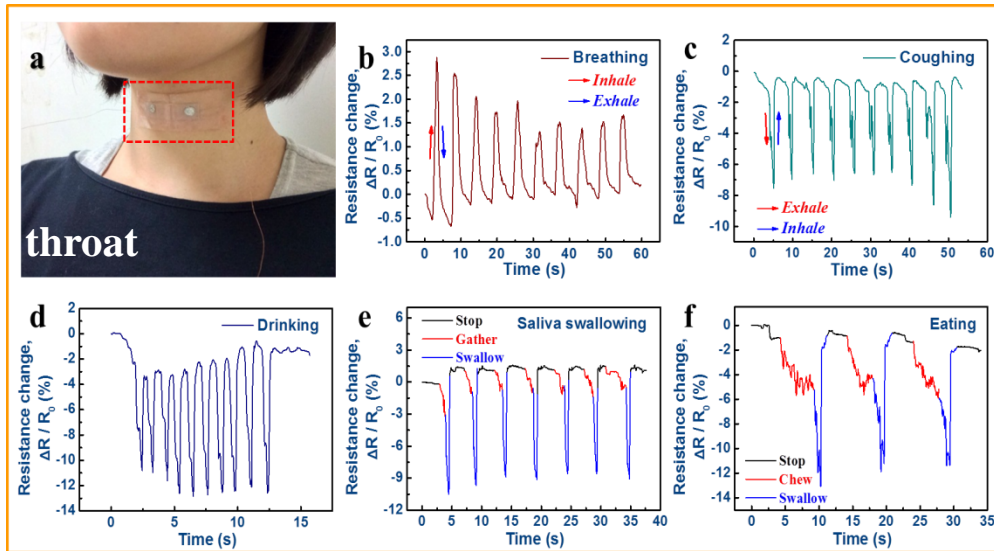 a
throat
b
Breathing
Inhale
Exhale
Resistance change,
ΔR / R0 (%)
3.0
2.5
2.0
1.5
1.0
0.5
0.0
-0.5
-1.0
0 10 20 30 40 50 60
Time (s)
c
Coughing
Exhale
Inhale
Resistance change,
ΔR / R0 (%)
0
-2
-4
-6
-8
-10
0 10 20 30 40 50 60
Time (s)
d
Drinking
Resistance change,
ΔR / R0 (%)
2
0
-2
-4
-6
-8
-10
-12
-14
0 5 10 15
Time (s)
e
Stop
Gather
Swallow
Saliva swallowing
Resistance change,
ΔR / R0 (%)
6
3
0
-3
-6
-9
-12
0 5 10 15 20 25 30 35 40
Time (s)
f
Eating
Stop
Chew
Swallow
Resistance change,
ΔR / R0 (%)
2
0
-2
-4
-6
-8
-10
-12
-14
0 5 10 15 20 25 30 35
Time (s)